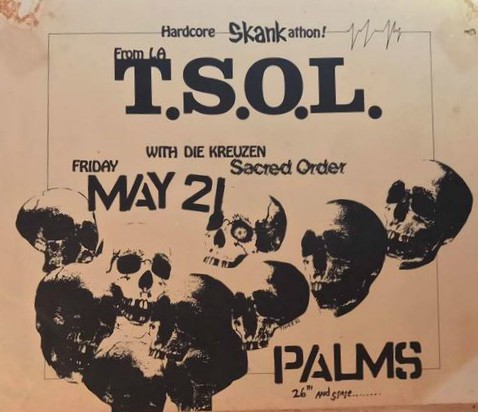 Hardcore Skankathon!
From LA
T.S.O.L.
WITH DIE KREUZEN
Sacred Order
FRIDAY
MAY 21
PALMS
26TH AND STATE........